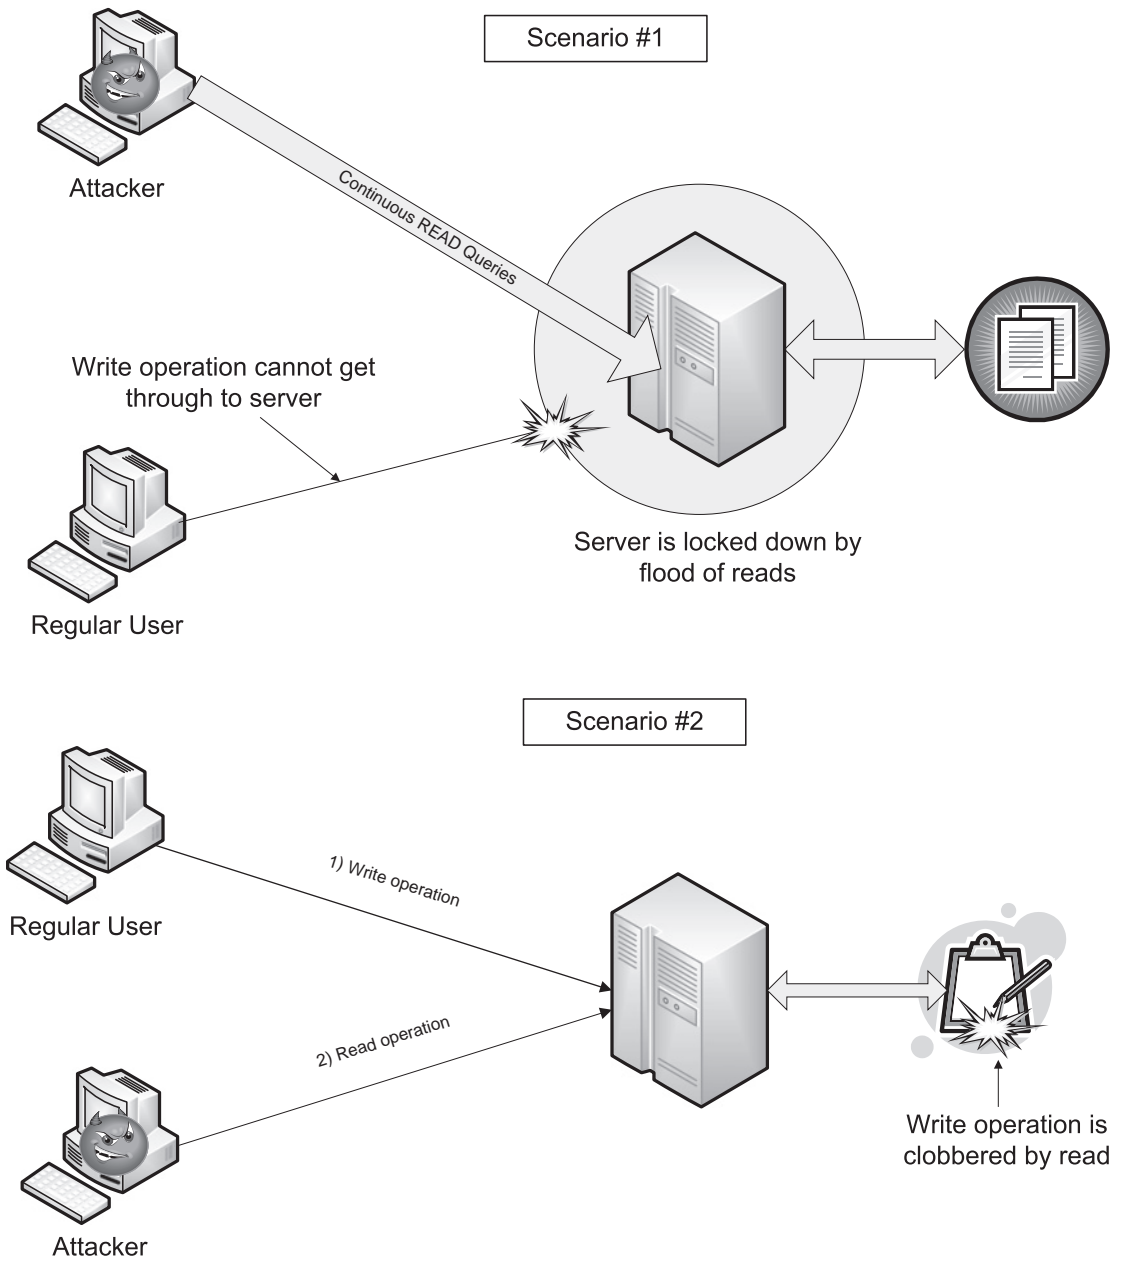 Scenario #1
Attacker
Continuous READ Queries
Write operation cannot get
through to server
Server is locked down by
flood of reads
Regular User
Scenario #2
Regular User
1) Write operation
2) Read operation
Write operation is
clobbered by read
Attacker